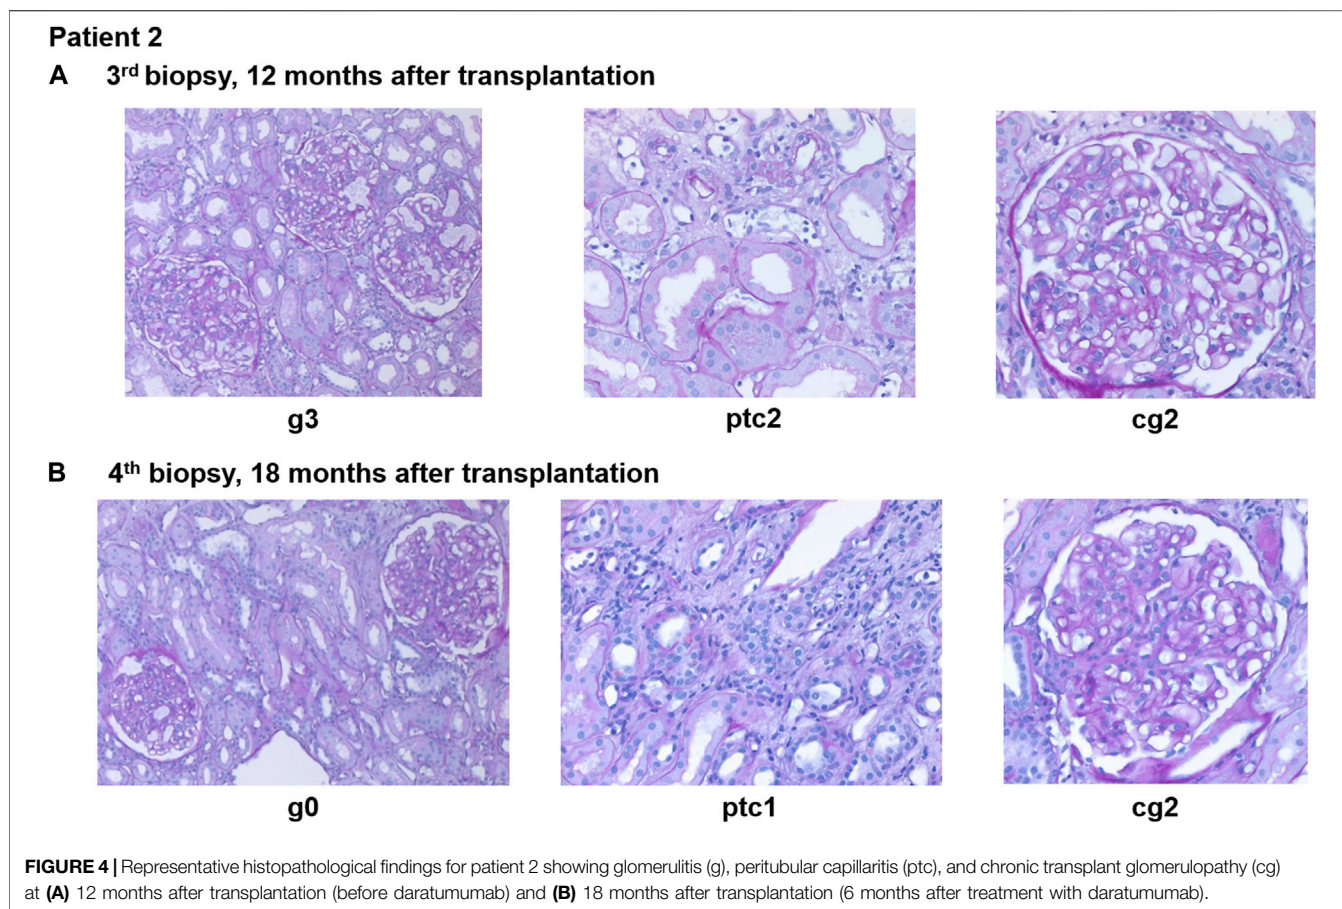 Patient 2
A 3rd biopsy, 12 months after transplantation
g3 ptc2 cg2
B 4th biopsy, 18 months after transplantation
g0 ptc1 cg2
FIGURE 4 | Representative histopathological findings for patient 2 showing glomerulitis (g), peritubular capillaritis (ptc), and chronic transplant glomerulopathy (cg)
at (A) 12 months after transplantation (before daratumumab) and (B) 18 months after transplantation (6 months after treatment with daratumumab).